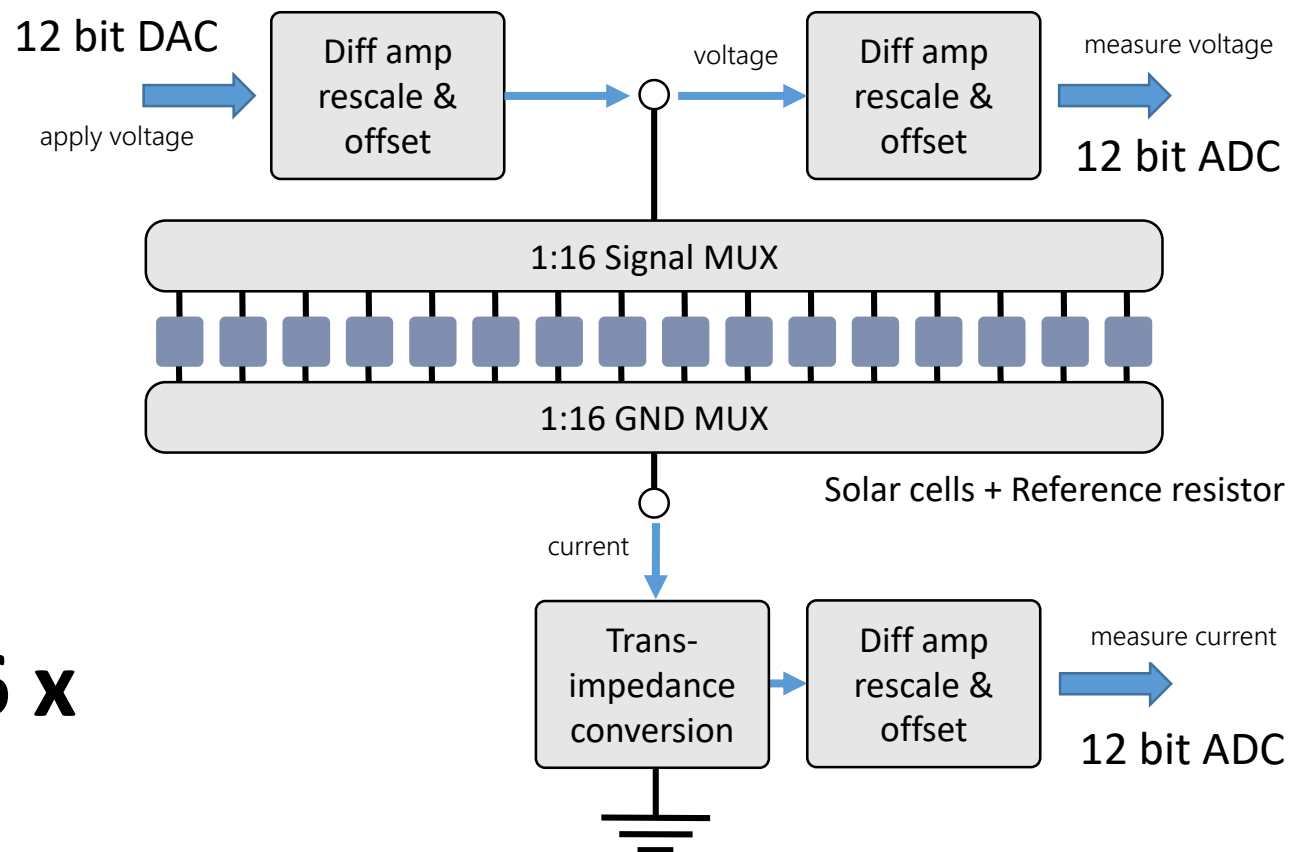 12 bit DAC
apply voltage
Diff amp
rescale &
offset
voltage
Diff amp
rescale &
offset
measure voltage
12 bit ADC
1:16 Signal MUX
1:16 GND MUX
Solar cells + Reference resistor
current
Trans-
impedance
conversion
Diff amp
rescale &
offset
measure current
12 bit ADC
x